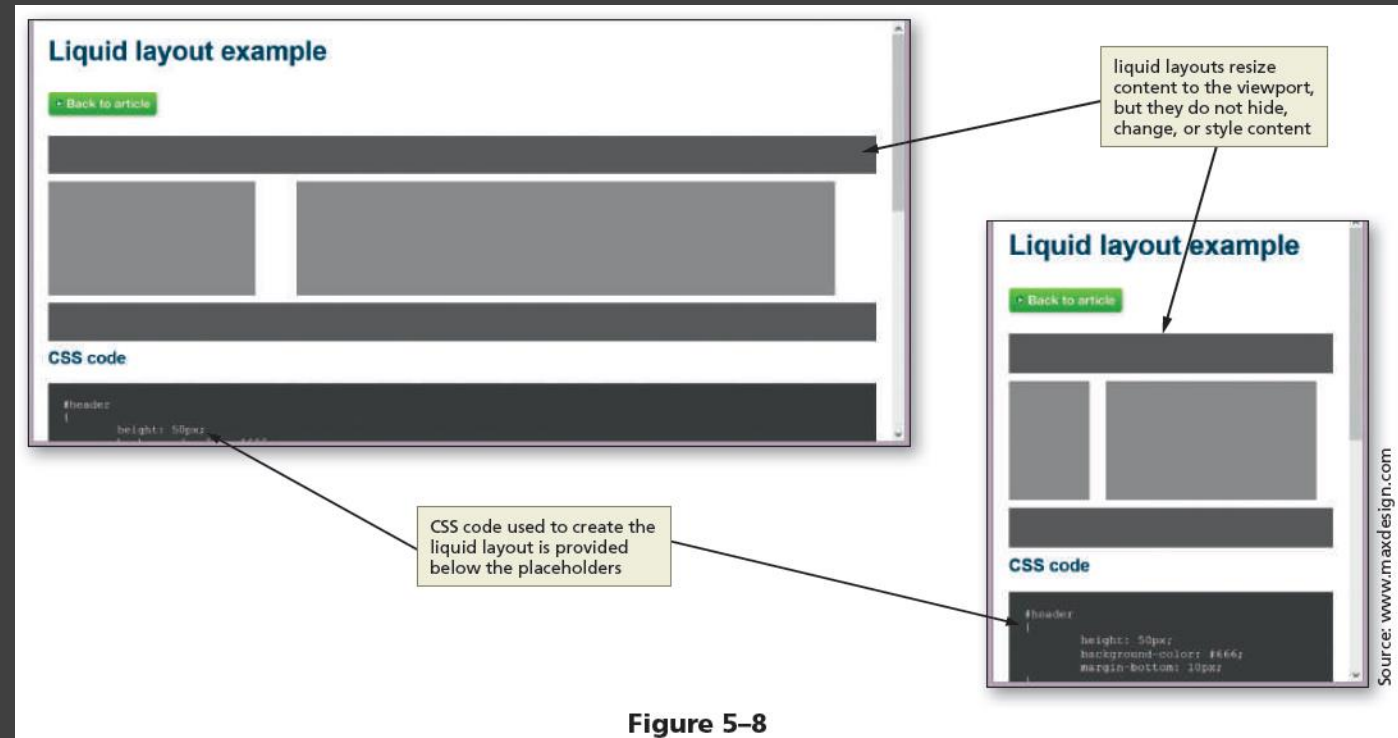 Liquid layout example
Back to article
CSS code
#header
{
height: 50px;
liquid layouts resize
content to the viewport,
but they do not hide,
change, or style content
Liquid layout example
Back to article
CSS code
#header
{
height: 50px;
background-color: #666;
margin-bottom: 10px;
CSS code used to create the
liquid layout is provided
below the placeholders
Source: www.maxdesign.com
Figure 5–8